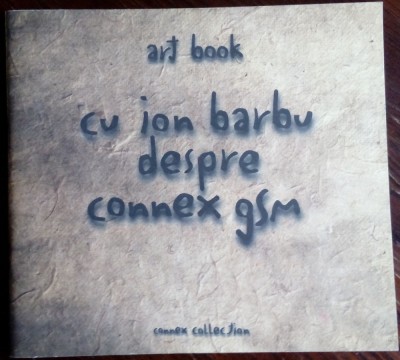 art book
cu ion barbu
despre
connex gsm
connex collection